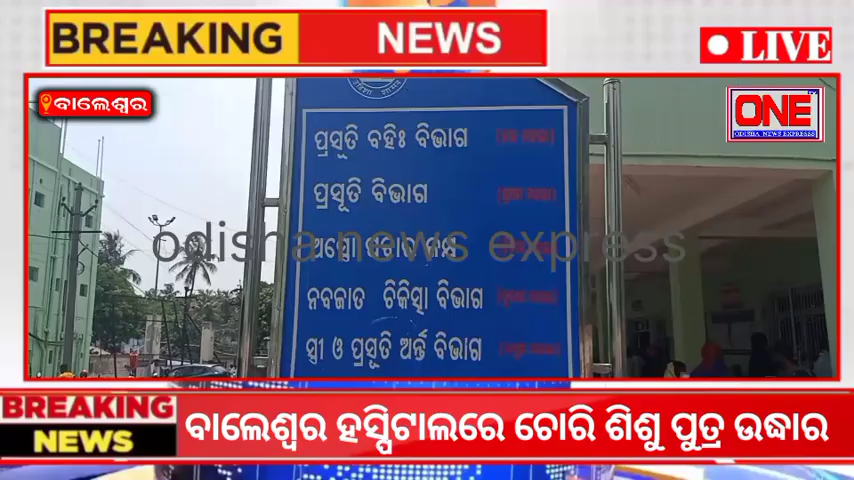 BREAKING NEWS
LIVE
ବାଲେଶ୍ୱର
ONE
ODISHA NEWS EXPRESS
ପ୍ରସୂତି ବହିଃ ବିଭାଗ
ପ୍ରସୂତି ବିଭାଗ
odisha news express
ନବଜାତ ଚିକିତ୍ସା ବିଭାଗ
ସ୍ତ୍ରୀ ଓ ପ୍ରସୂତି ଅର୍ନ୍ତ ବିଭାଗ
BREAKING
NEWS
ବାଲେଶ୍ୱର ହସ୍ପିଟାଲରେ ଚୋରି ଶିଶୁ ପୁତ୍ର ଉଦ୍ଧାର